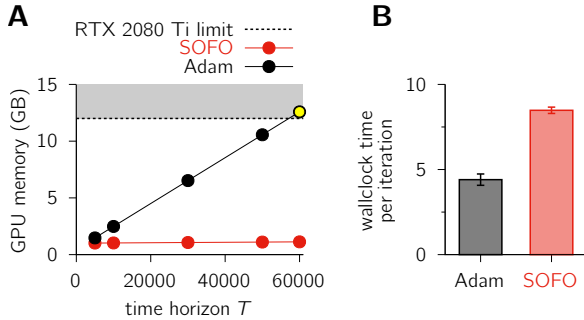 A
RTX 2080 Ti limit
SOFO
Adam
GPU memory (GB)
15
10
5
0
0 20000 40000 60000
time horizon T
B
wallclock time
per iteration
10
5
0
Adam SOFO